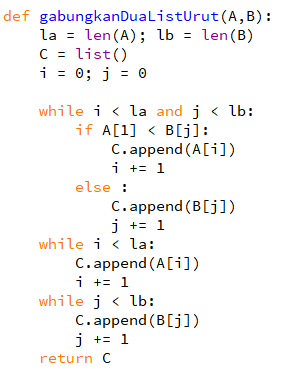 def gabungkanDuaListUrut(A,B):
    la = len(A); lb = len(B)
    C = list()
    i = 0; j = 0

    while i < la and j < lb:
        if A[1] < B[j]:
            C.append(A[i])
            i += 1
        else :
            C.append(B[j])
            j += 1
    while i < la:
        C.append(A[i])
        i += 1
    while j < lb:
        C.append(B[j])
        j += 1
    return C